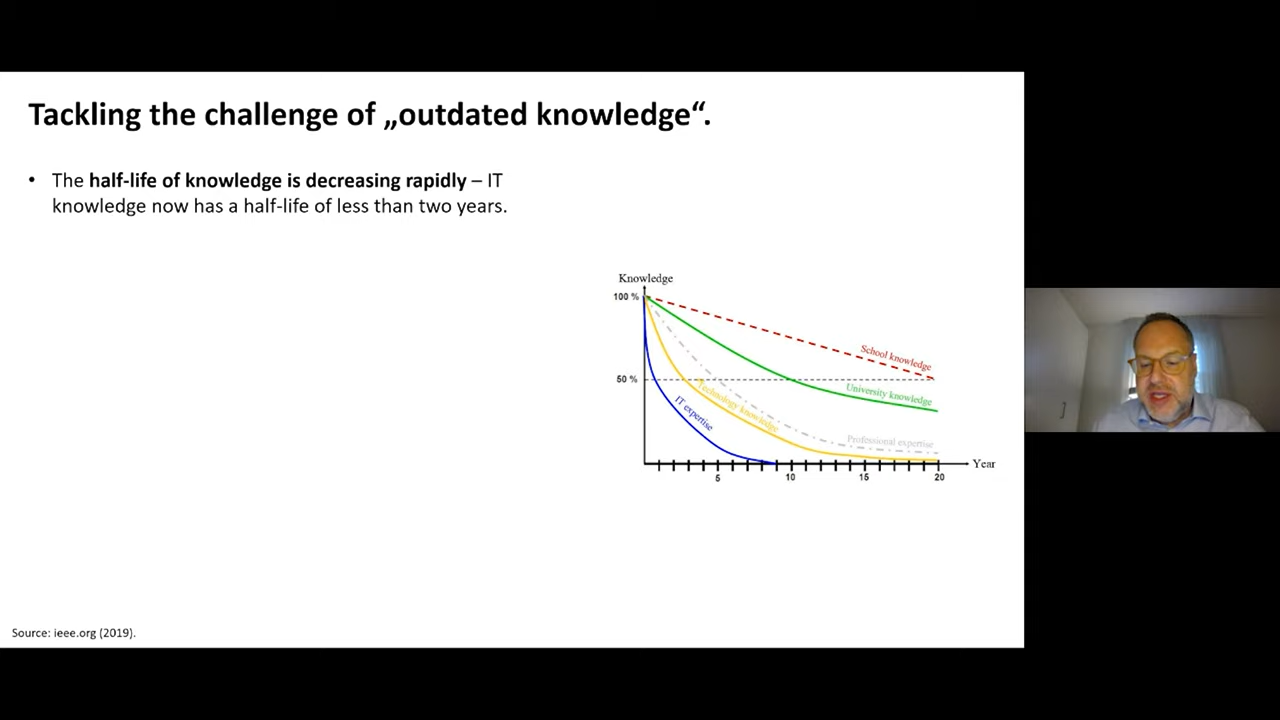 Tackling the challenge of „outdated knowledge“.
• The half-life of knowledge is decreasing rapidly – IT
knowledge now has a half-life of less than two years.
Knowledge
100 %
School knowledge
50 %
University knowledge
Technology knowledge
IT expertise
Professional expertise
Year
5
10
15
20
Source: ieee.org (2019).